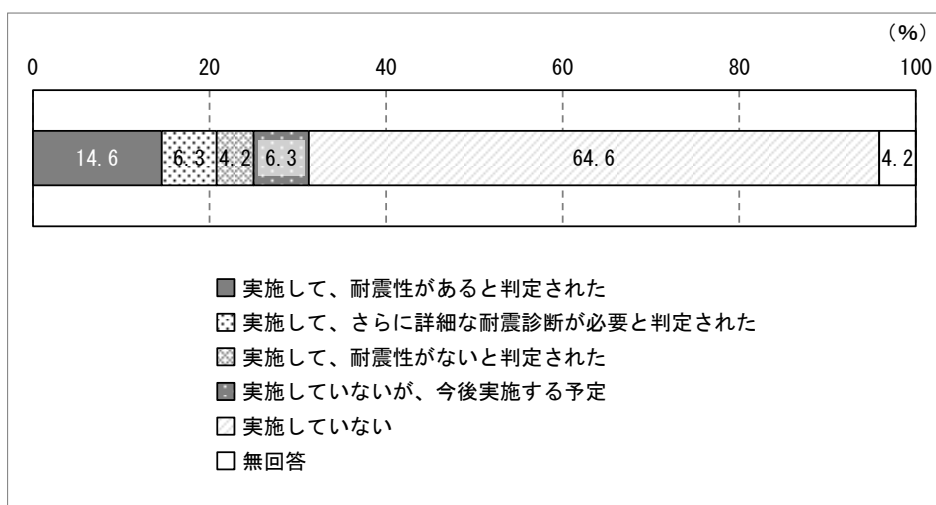 （％）
0 20 40 60 80 100
14.6 6.3 4.2 6.3 64.6 4.2
実施して、耐震性があると判定された
実施して、さらに詳細な耐震診断が必要と判定された
実施して、耐震性がないと判定された
実施していないが、今後実施する予定
実施していない
無回答